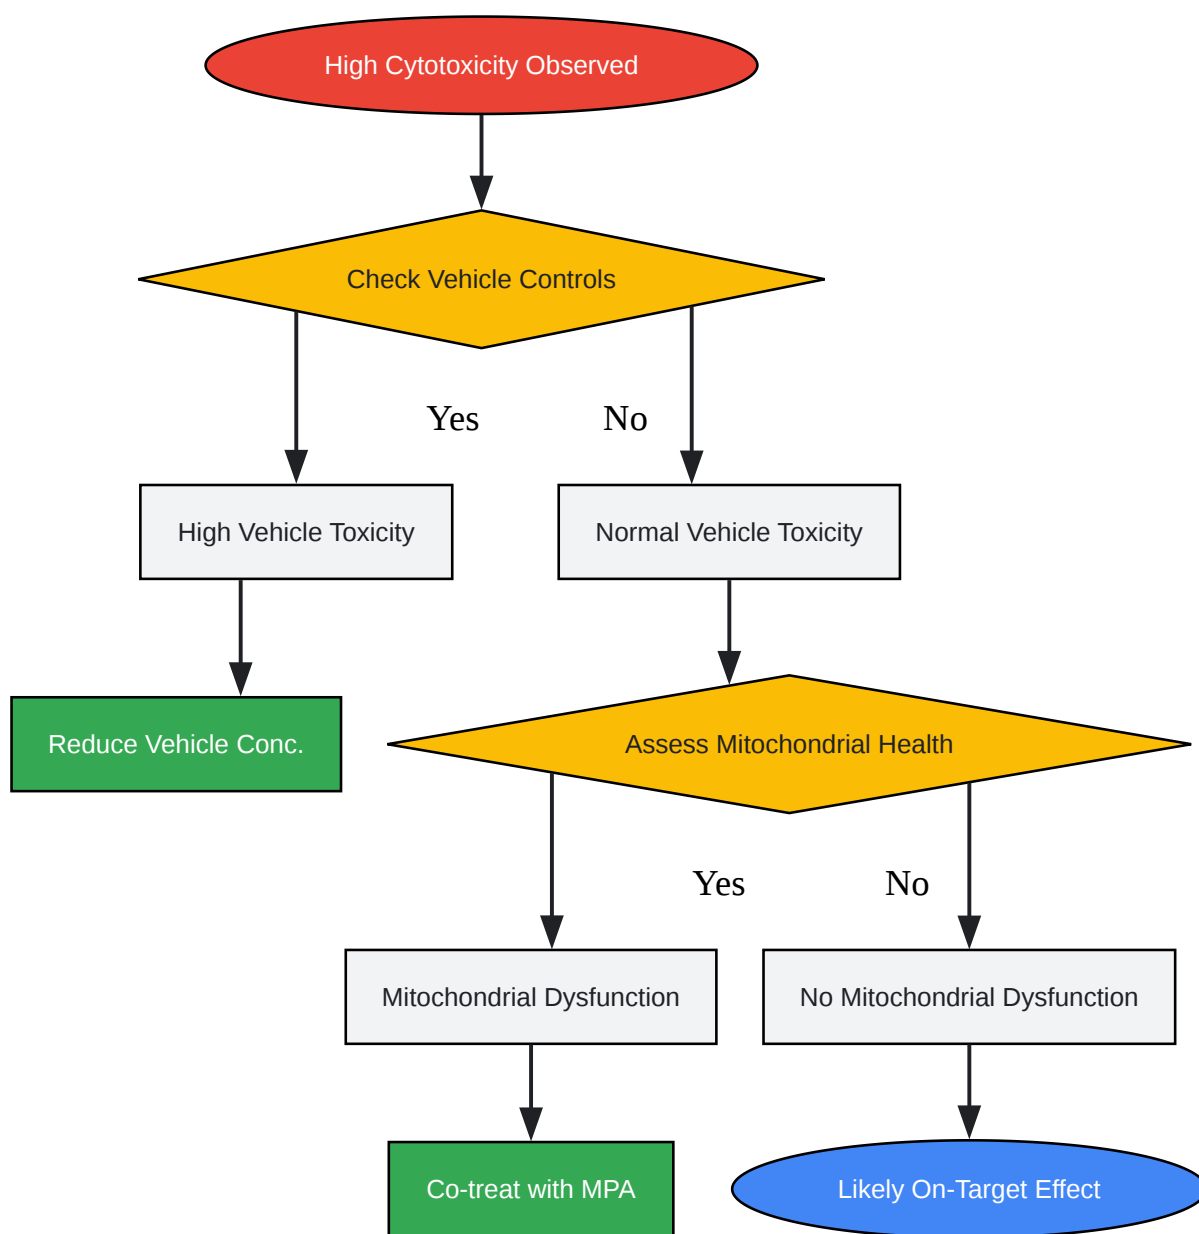 High Cytotoxicity Observed
Check Vehicle Controls
Yes
No
High Vehicle Toxicity
Normal Vehicle Toxicity
Reduce Vehicle Conc.
Assess Mitochondrial Health
Yes
No
Mitochondrial Dysfunction
No Mitochondrial Dysfunction
Co-treat with MPA
Likely On-Target Effect